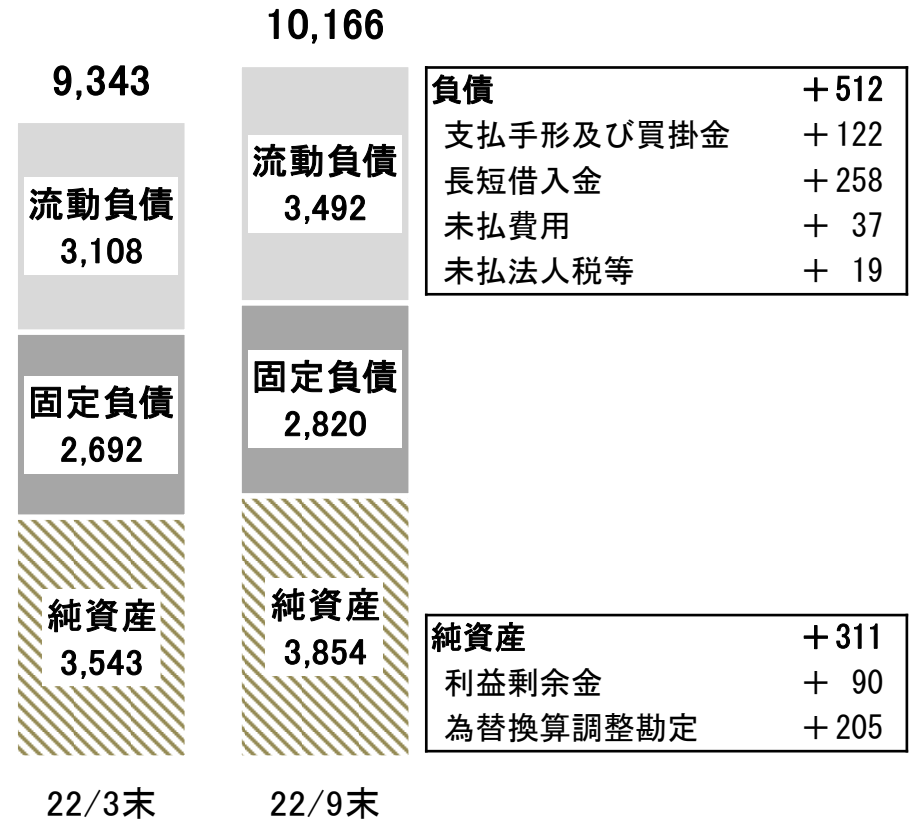 9,343
流動負債
3,108
固定負債
2,692
純資産
3,543
22/3末
10,166
流動負債
3,492
固定負債
2,820
純資産
3,854
22/9末
負債 +512
支払手形及び買掛金 +122
長短借入金 +258
未払費用 + 37
未払法人税等 + 19
純資産 +311
利益剰余金 + 90
為替換算調整勘定 +205